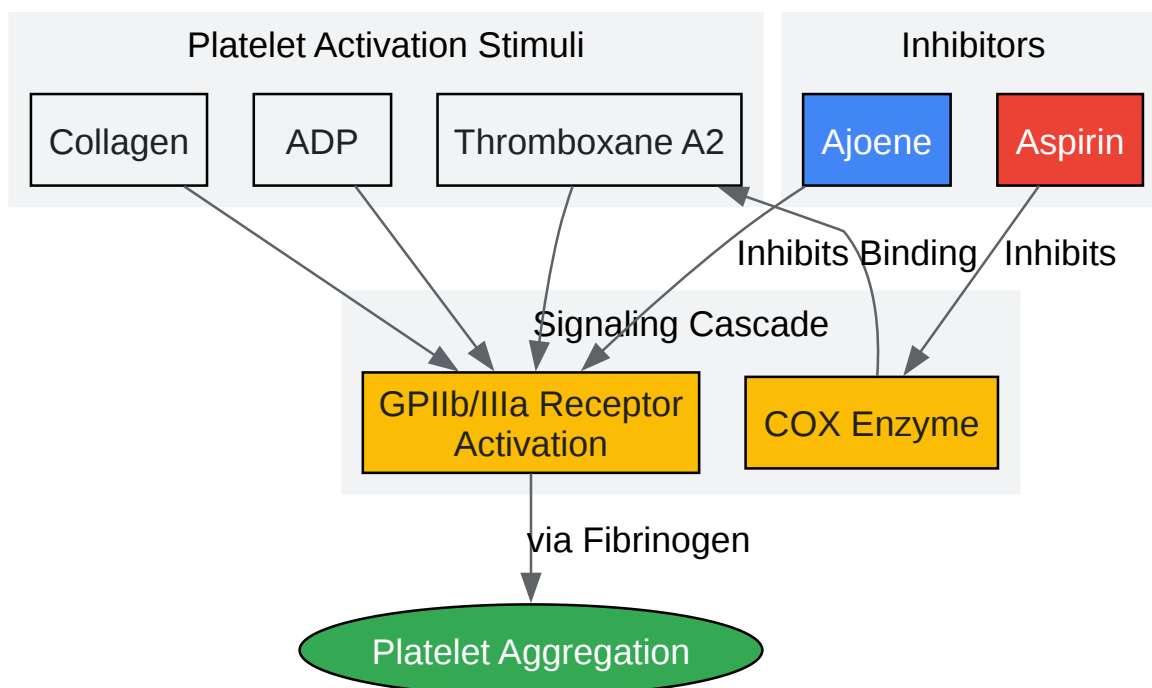 Platelet Activation Stimuli
Inhibitors
Collagen
ADP
Thromboxane A2
Ajoene
Aspirin
Inhibits Binding
Inhibits
Signaling Cascade
GPIIb/IIIa Receptor
Activation
COX Enzyme
via Fibrinogen
Platelet Aggregation